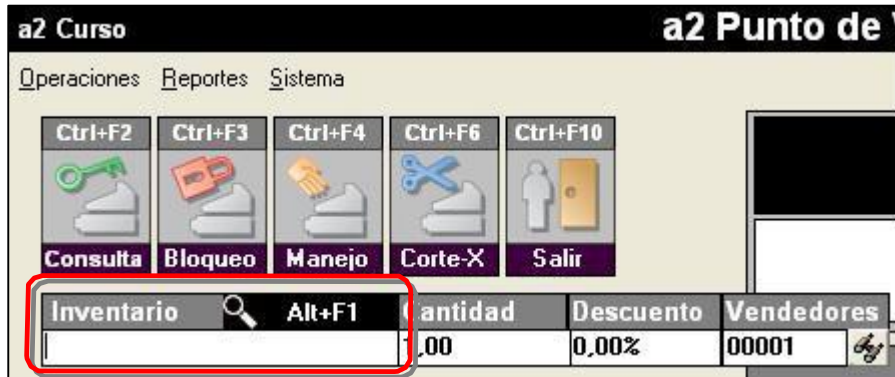 a2 Curso a2 Punto de
Operaciones Reportes Sistema
Ctrl+F2 Ctrl+F3 Ctrl+F4 Ctrl+F6 Ctrl+F10
Consulta Bloqueo Manejo Corte-X Salir
Inventario Alt+F1 Cantidad Descuento Vendedores
1,00 0,00% 00001